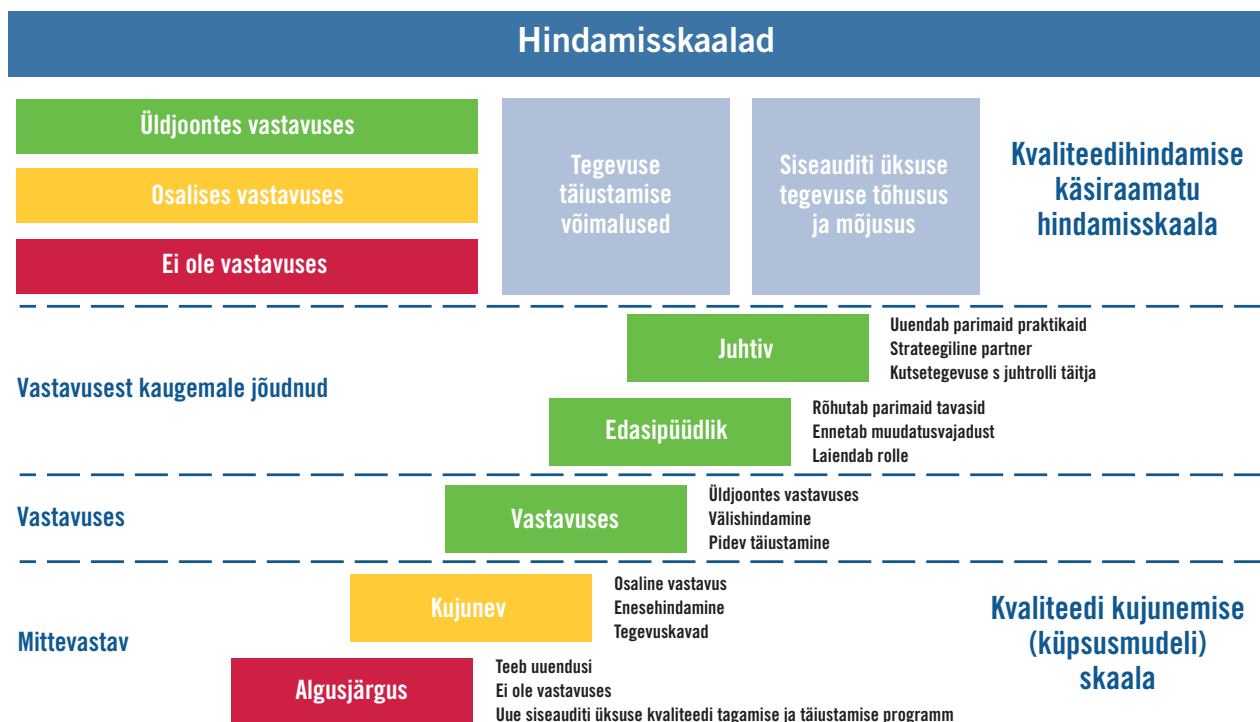 Hindamisskaalad
Üldjoontes vastavuses
Osalises vastavuses
Ei ole vastavuses
Tegevuse
täiustamise
võimalused
Siseauditi üksuse
tegevuse tõhusus
ja mõjusus
Kvaliteedihindamise
käsiraamatu
hindamisskaala
Vastavusest kaugemale jõudnud
Juhtiv
Uuendab parimaid praktikaid
Strateegiline partner
Kutsetegevuse s juhtrolli täitja
Edasipüüdlik
Rõhutab parimaid tavasid
Ennetab muudatusvajadust
Laiendab rolle
Vastavuses
Vastavuses
Üldjoontes vastavuses
Välishindamine
Pidev täiustamine
Mittevastav
Kujunev
Osaline vastavus
Enesehindamine
Tegevuskavad
Algusjärgus
Teeb uuendusi
Ei ole vastavuses
Uue siseauditi üksuse kvaliteedi tagamise ja täiustamise programm
Kvaliteedi kujunemise
(küpsusmudeli)
skaala